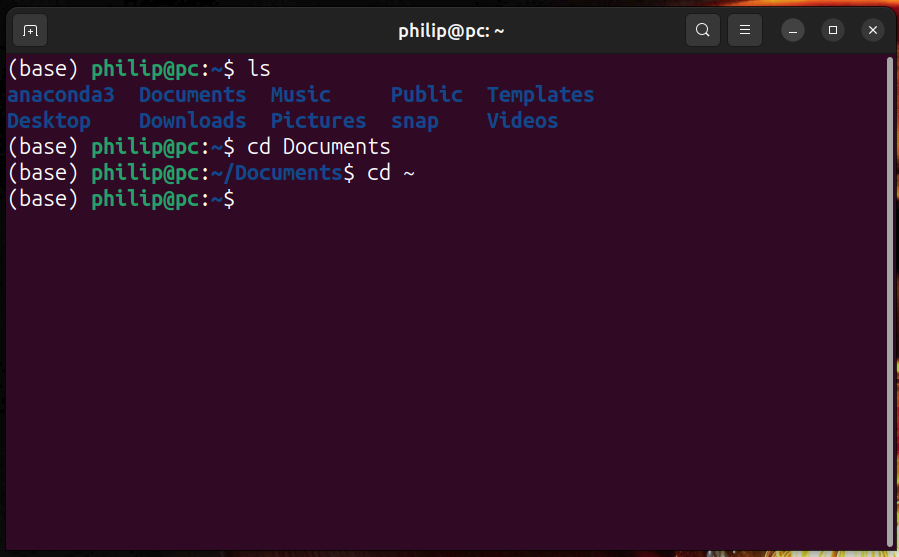 philip@pc: ~
(base) philip@pc:~$ ls
anaconda3  Documents  Music     Public  Templates
Desktop    Downloads  Pictures  snap    Videos
(base) philip@pc:~$ cd Documents
(base) philip@pc:~/Documents$ cd ~
(base) philip@pc:~$